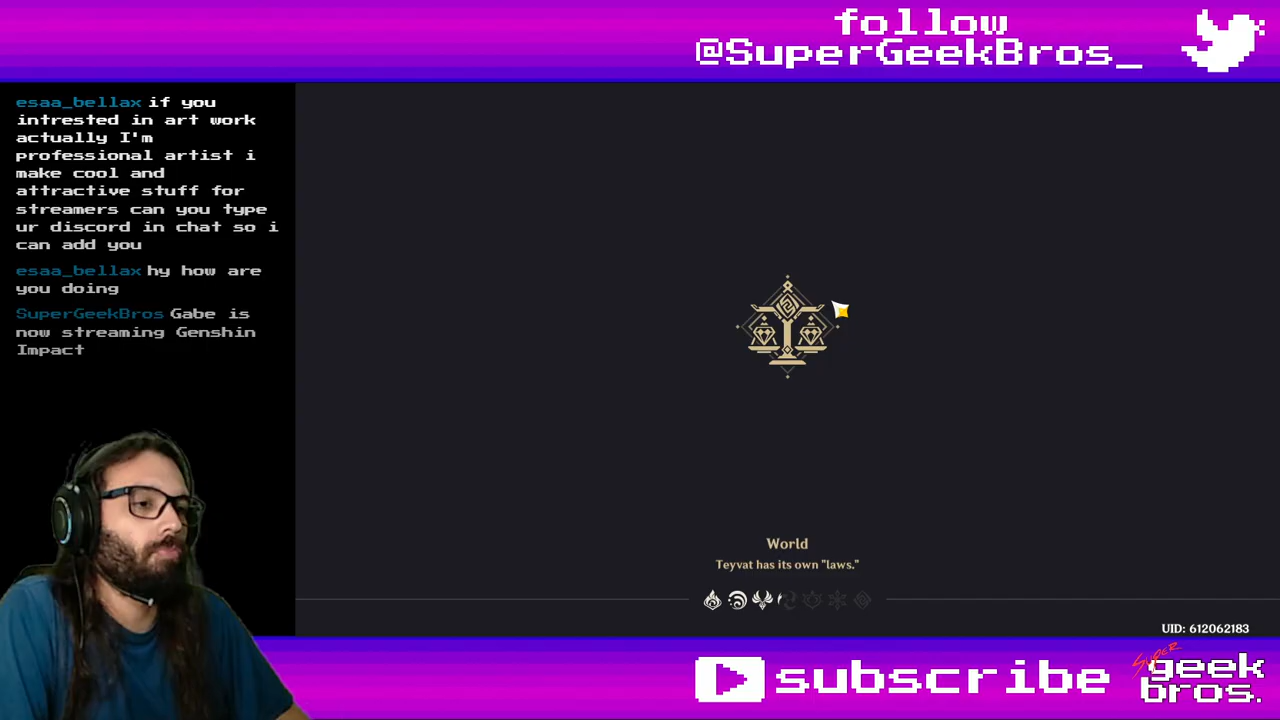 follow
@SuperGeekBros_
esaa_bellax if you
intrested in art work
actually I'm
professional artist i
make cool and
attractive stuff for
streamers can you type
ur discord in chat so i
can add you
esaa_bellax hy how are
you doing
SuperGeekBros Gabe is
now streaming Genshin
Impact
World
Teyvat has its own "laws."
UID: 612062183
subscribe
SUPER
geek
bros.